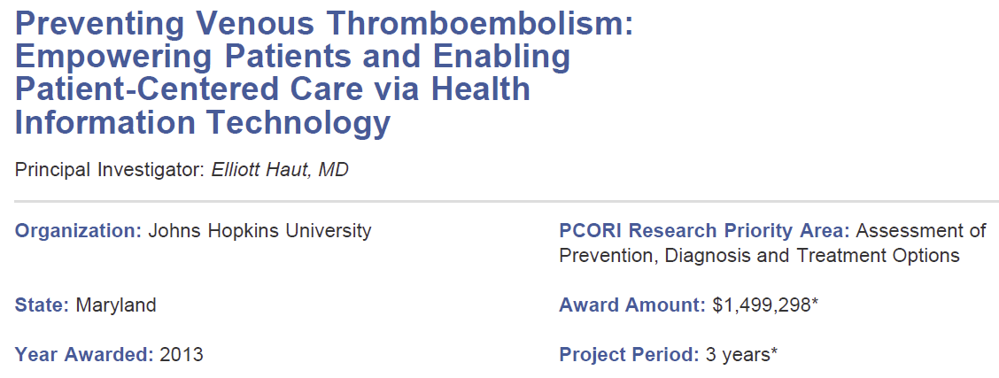 Preventing Venous Thromboembolism:
Empowering Patients and Enabling
Patient-Centered Care via Health
Information Technology
Principal Investigator: Elliott Haut, MD
Organization: Johns Hopkins University
PCORI Research Priority Area: Assessment of
Prevention, Diagnosis and Treatment Options
State: Maryland
Award Amount: $1,499,298*
Year Awarded: 2013
Project Period: 3 years*